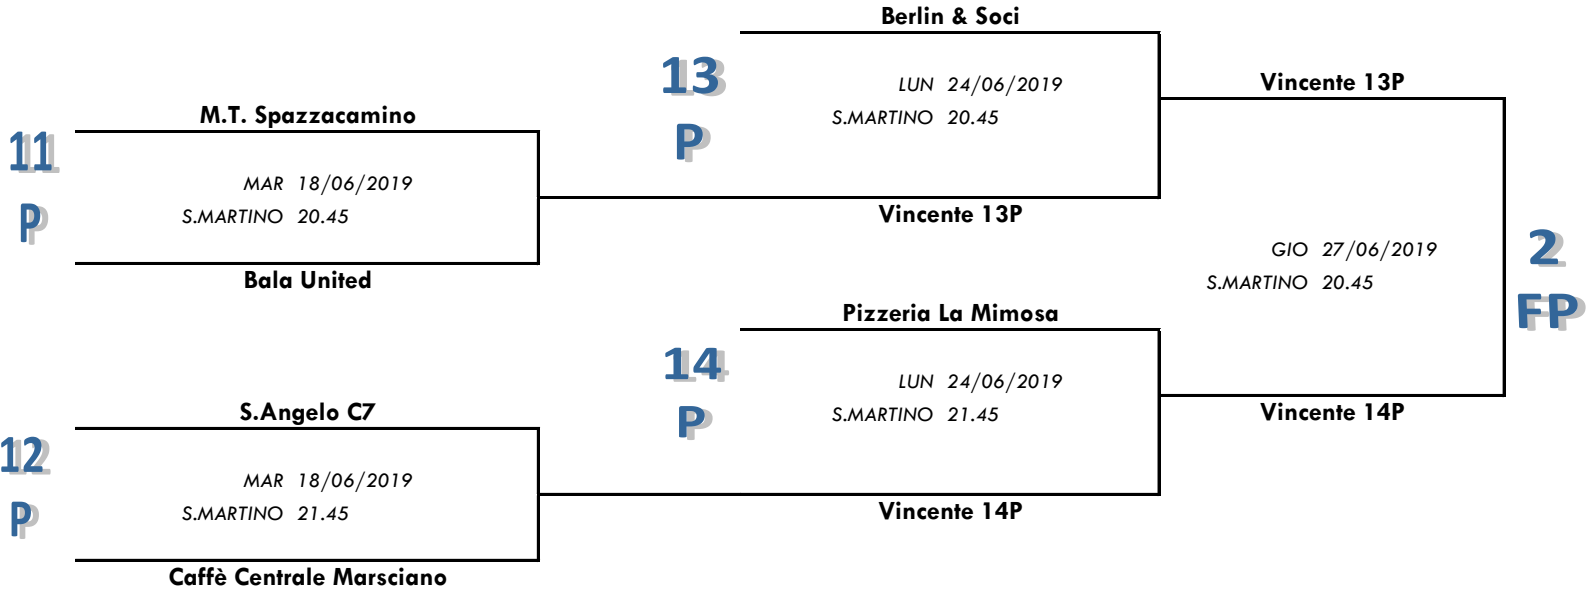 Berlin & Soci
13
P
LUN 24/06/2019
S.MARTINO 20.45
Vincente 13P
M.T. Spazzacamino
11
P
MAR 18/06/2019
S.MARTINO 20.45
Bala United
Vincente 13P
GIO 27/06/2019
S.MARTINO 20.45
2
FP
Pizzeria La Mimosa
14
P
LUN 24/06/2019
S.MARTINO 21.45
Vincente 14P
S.Angelo C7
12
P
MAR 18/06/2019
S.MARTINO 21.45
Vincente 14P
Caffè Centrale Marsciano